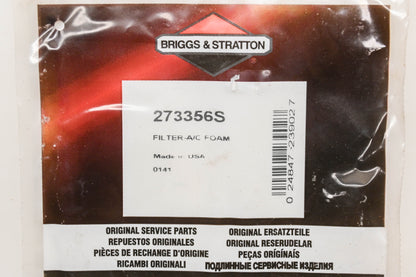 BRIGGS & STRATTON
273356S
FILTER-A/C FOAM
Made in USA
0141
0 24847 23902 7
ORIGINAL SERVICE PARTS
REPUESTOS ORIGINALES
PIÈCES DE RECHANGE D'ORIGINE
RICAMBI ORIGINALI
ORIGINAL ERSATZTEILE
ORIGINAL RESERUDELAR
PEÇAS ORIGINAIS
ПОДЛИННЫЕ СЕРВИСНЫЕ ИЗДЕЛИЯ